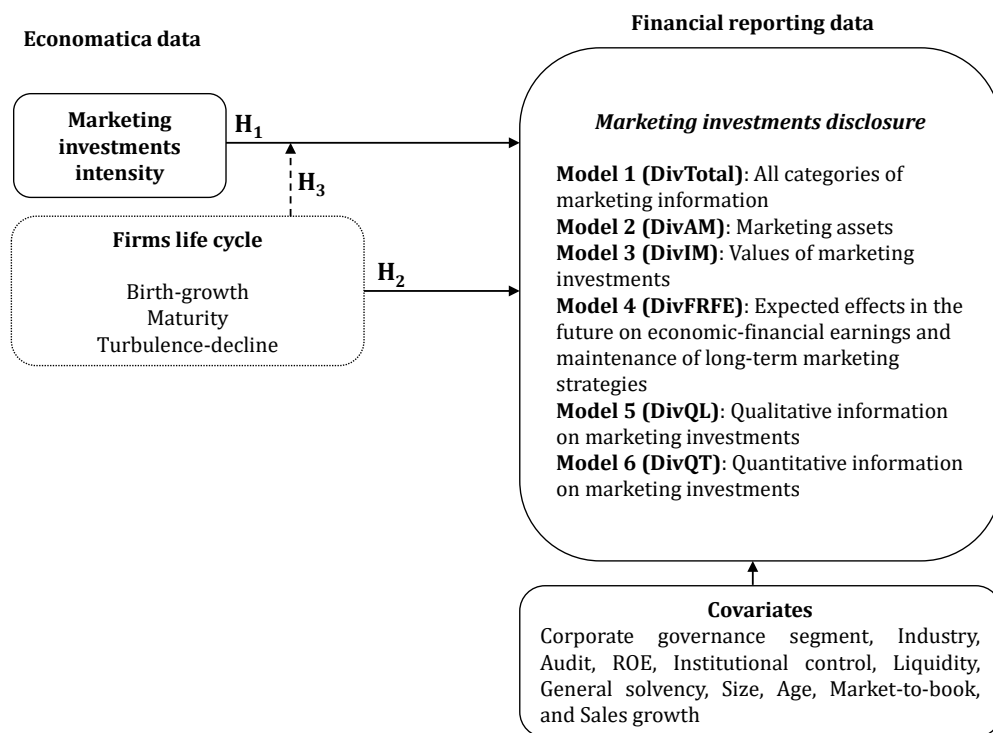 Economatica data
Financial reporting data
Marketing
investments
intensity
H1
H3
Firms life cycle
Birth-growth
Maturity
Turbulence-decline
H2
Marketing investments disclosure
Model 1 (DivTotal): All categories of
marketing information
Model 2 (DivAM): Marketing assets
Model 3 (DivIM): Values of marketing
investments
Model 4 (DivFRFE): Expected effects in the
future on economic-financial earnings and
maintenance of long-term marketing
strategies
Model 5 (DivQL): Qualitative information
on marketing investments
Model 6 (DivQT): Quantitative information
on marketing investments
Covariates
Corporate governance segment, Industry,
Audit, ROE, Institutional control, Liquidity,
General solvency, Size, Age, Market-to-book,
and Sales growth